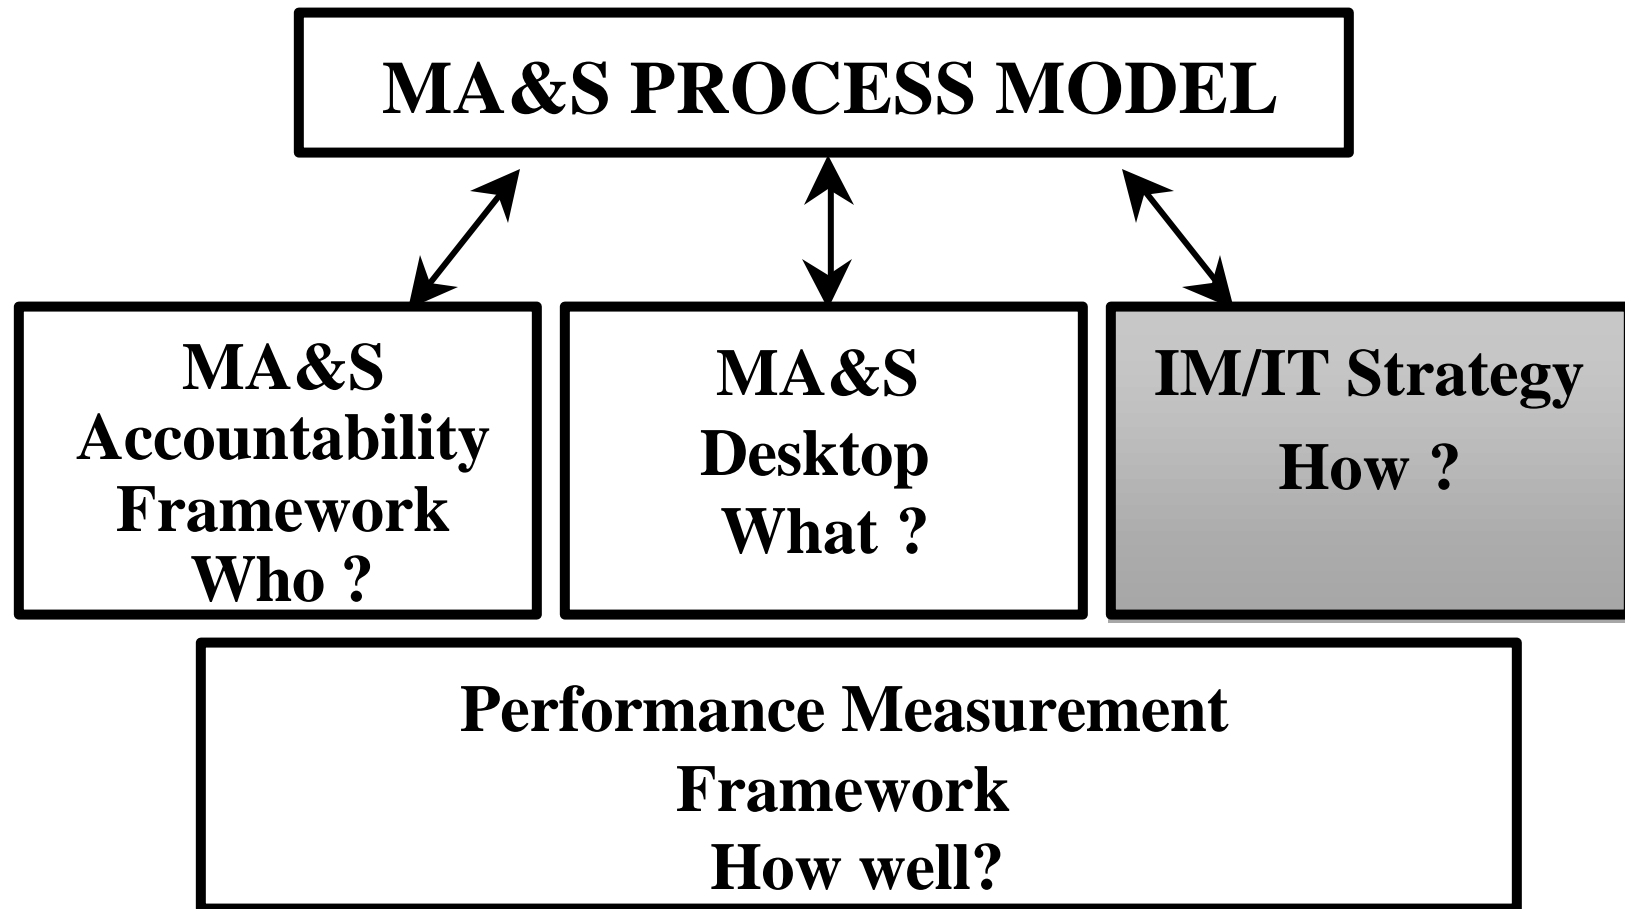 MA&S PROCESS MODEL
MA&S
Accountability
Framework
Who ?
MA&S
Desktop
What ?
IM/IT Strategy
How ?
Performance Measurement
Framework
How well?